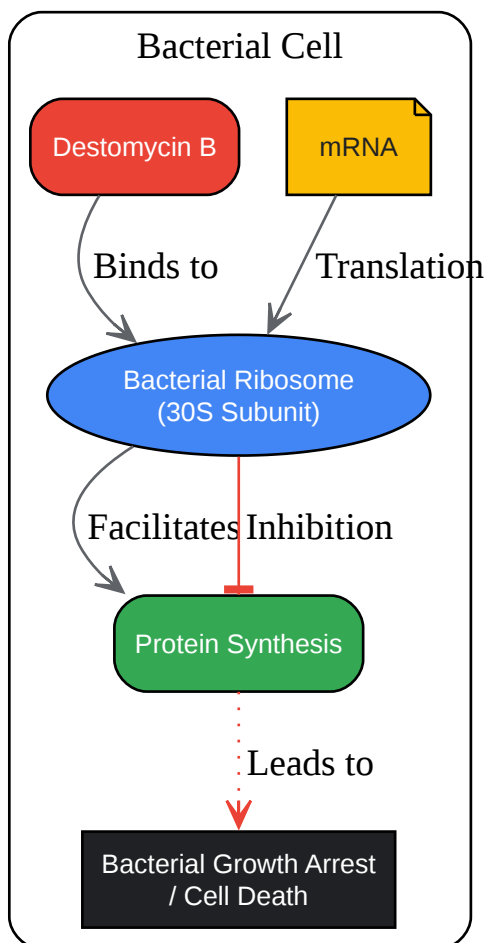 Bacterial Cell
Destomycin B
mRNA
Binds to
Translation
Bacterial Ribosome
(30S Subunit)
Facilitates
Inhibition
Protein Synthesis
Leads to
Bacterial Growth Arrest
/ Cell Death